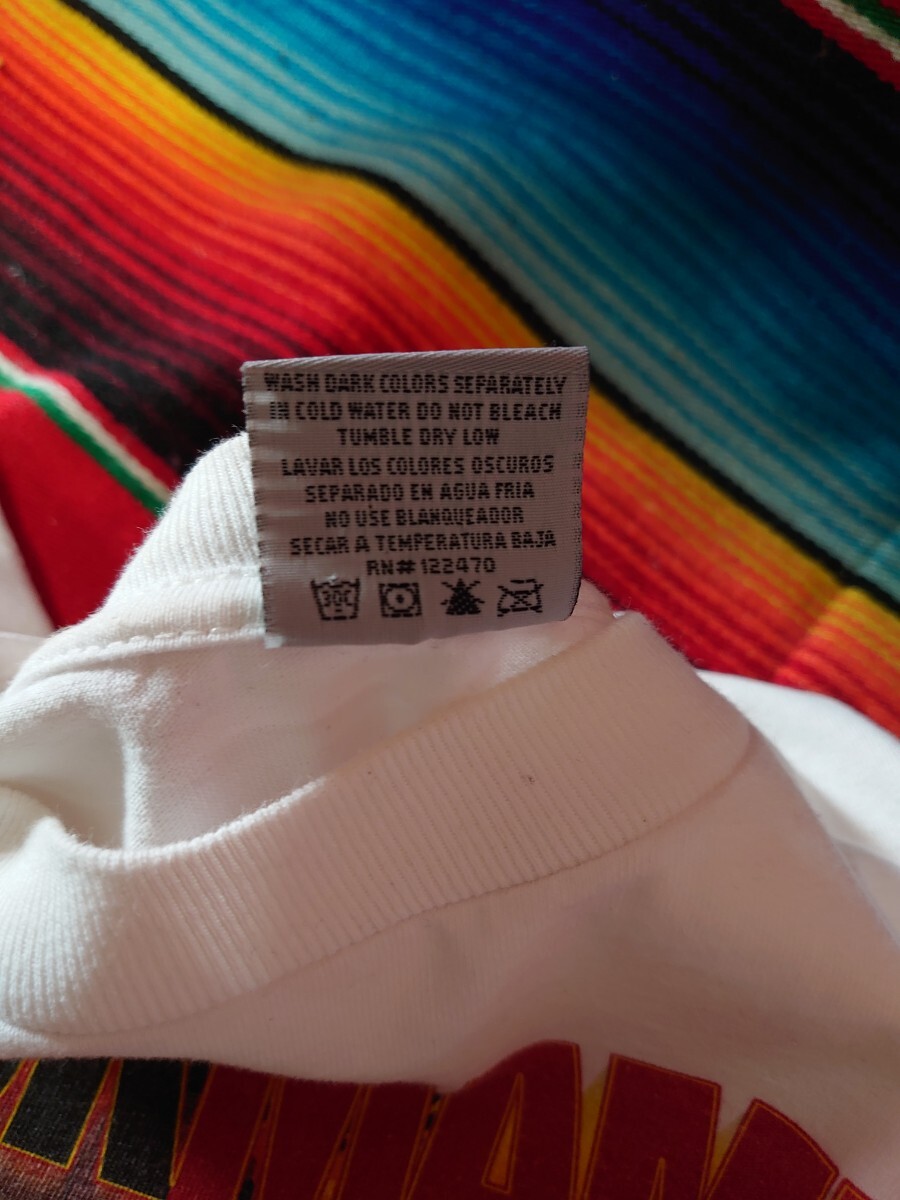 WASH DARK COLORS SEPARATELY
IN COLD WATER DO NOT BLEACH
TUMBLE DRY LOW
LAVAR LOS COLORES OSCUROS
SEPARADO EN AGUA FRIA
NO USE BLANQUEADOR
SECAR A TEMPERATURA BAJA
RN# 122470
30C